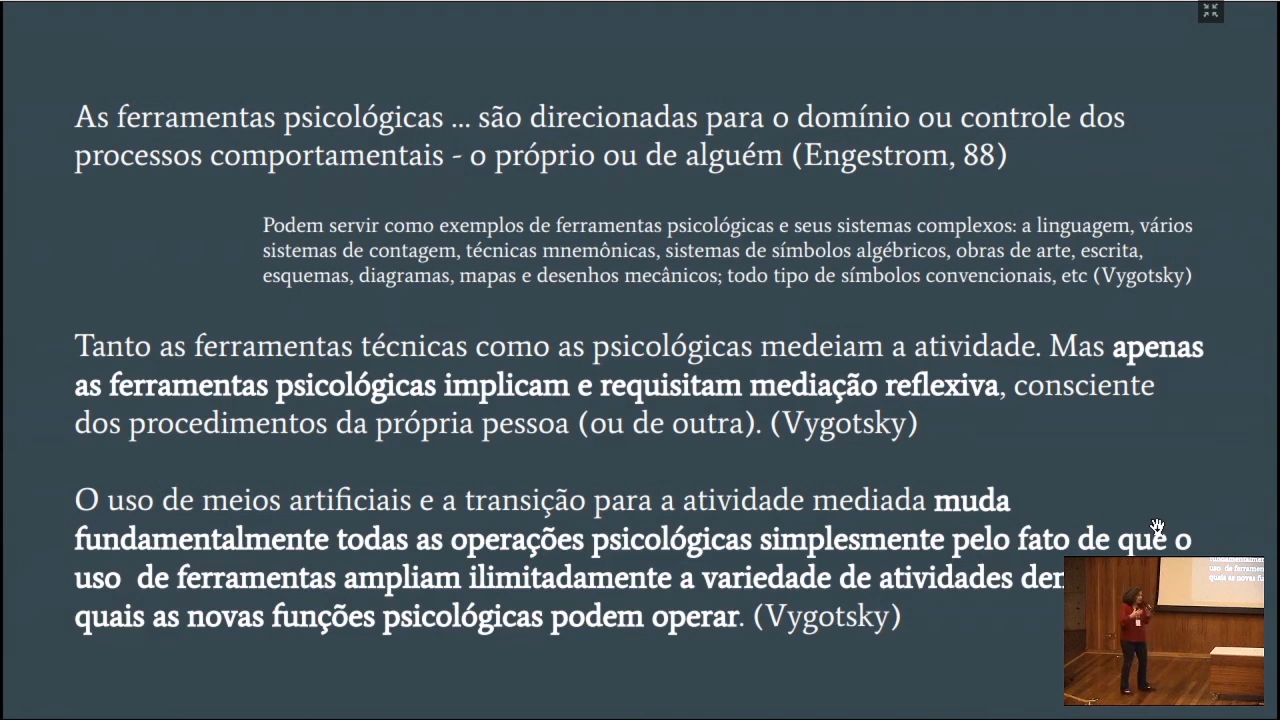 As ferramentas psicológicas ... são direcionadas para o domínio ou controle dos
processos comportamentais - o próprio ou de alguém (Engestrom, 88)
Podem servir como exemplos de ferramentas psicológicas e seus sistemas complexos: a linguagem, vários
sistemas de contagem, técnicas mnemônicas, sistemas de símbolos algébricos, obras de arte, escrita,
esquemas, diagramas, mapas e desenhos mecânicos; todo tipo de símbolos convencionais, etc (Vygotsky)
Tanto as ferramentas técnicas como as psicológicas medeiam a atividade. Mas apenas
as ferramentas psicológicas implicam e requisitam mediação reflexiva, consciente
dos procedimentos da própria pessoa (ou de outra). (Vygotsky)
O uso de meios artificiais e a transição para a atividade mediada muda
fundamentalmente todas as operações psicológicas simplesmente pelo fato de que o
uso de ferramentas ampliam ilimitadamente a variedade de atividades
quais as novas funções psicológicas podem operar. (Vygotsky)
uso de
quais as novas